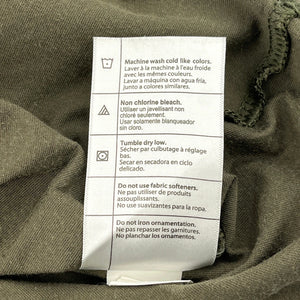 Machine wash cold like colors.
Laver à la machine à l'eau froide
avec les mêmes couleurs.
Lavar a máquina con agua fría,
junto a colores similares.
Non chlorine bleach.
Utiliser un javellisant non
chloré seulement.
Usar solamente blanqueador
sin cloro.
Tumble dry low.
Sécher par culbutage à réglage
bas.
Secar en secadora en ciclo
delicado.
Do not use fabric softeners.
Ne pas utiliser de produits
assouplissants.
No use suavizantes para la ropa.
Do not iron ornamentation.
Ne pas repasser les garnitures.
No planchar los ornamentos.